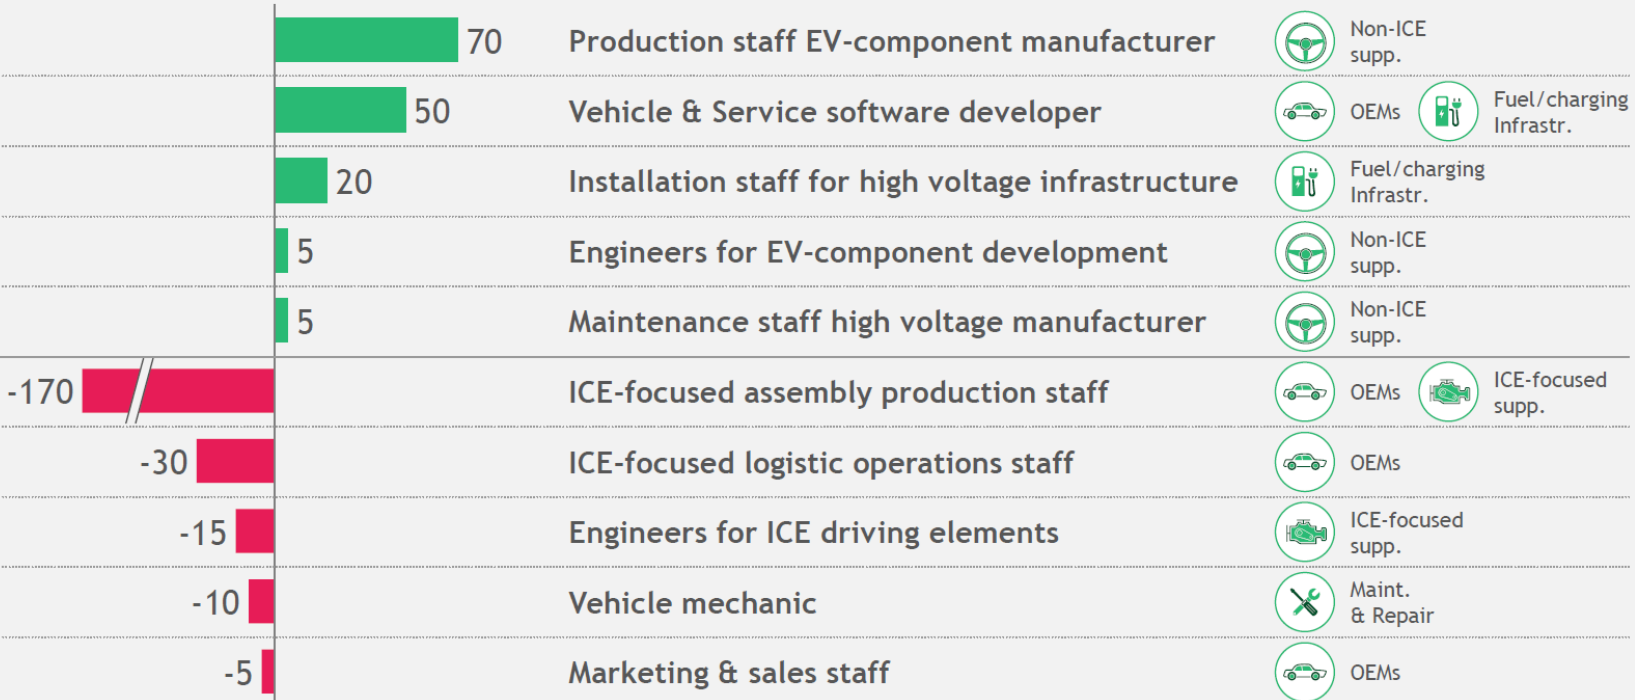 70 Production staff EV-component manufacturer Non-ICE
supp.
50 Vehicle & Service software developer OEMs Fuel/charging
Infrastr.
20 Installation staff for high voltage infrastructure Fuel/charging
Infrastr.
5 Engineers for EV-component development Non-ICE
supp.
5 Maintenance staff high voltage manufacturer Non-ICE
supp.
-170 ICE-focused assembly production staff OEMs ICE-focused
supp.
-30 ICE-focused logistic operations staff OEMs
-15 Engineers for ICE driving elements ICE-focused
supp.
-10 Vehicle mechanic Maint.
& Repair
-5 Marketing & sales staff OEMs